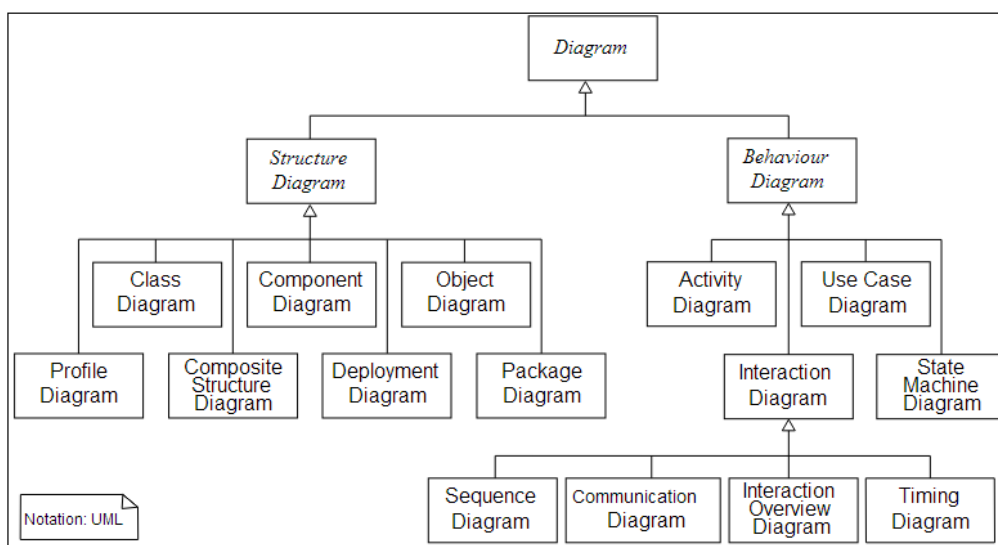 Diagram
Structure
Diagram
Behaviour
Diagram
Class
Diagram
Component
Diagram
Object
Diagram
Activity
Diagram
Use Case
Diagram
Profile
Diagram
Composite
Structure
Diagram
Deployment
Diagram
Package
Diagram
Interaction
Diagram
State
Machine
Diagram
Sequence
Diagram
Communication
Diagram
Interaction
Overview
Diagram
Timing
Diagram
Notation: UML